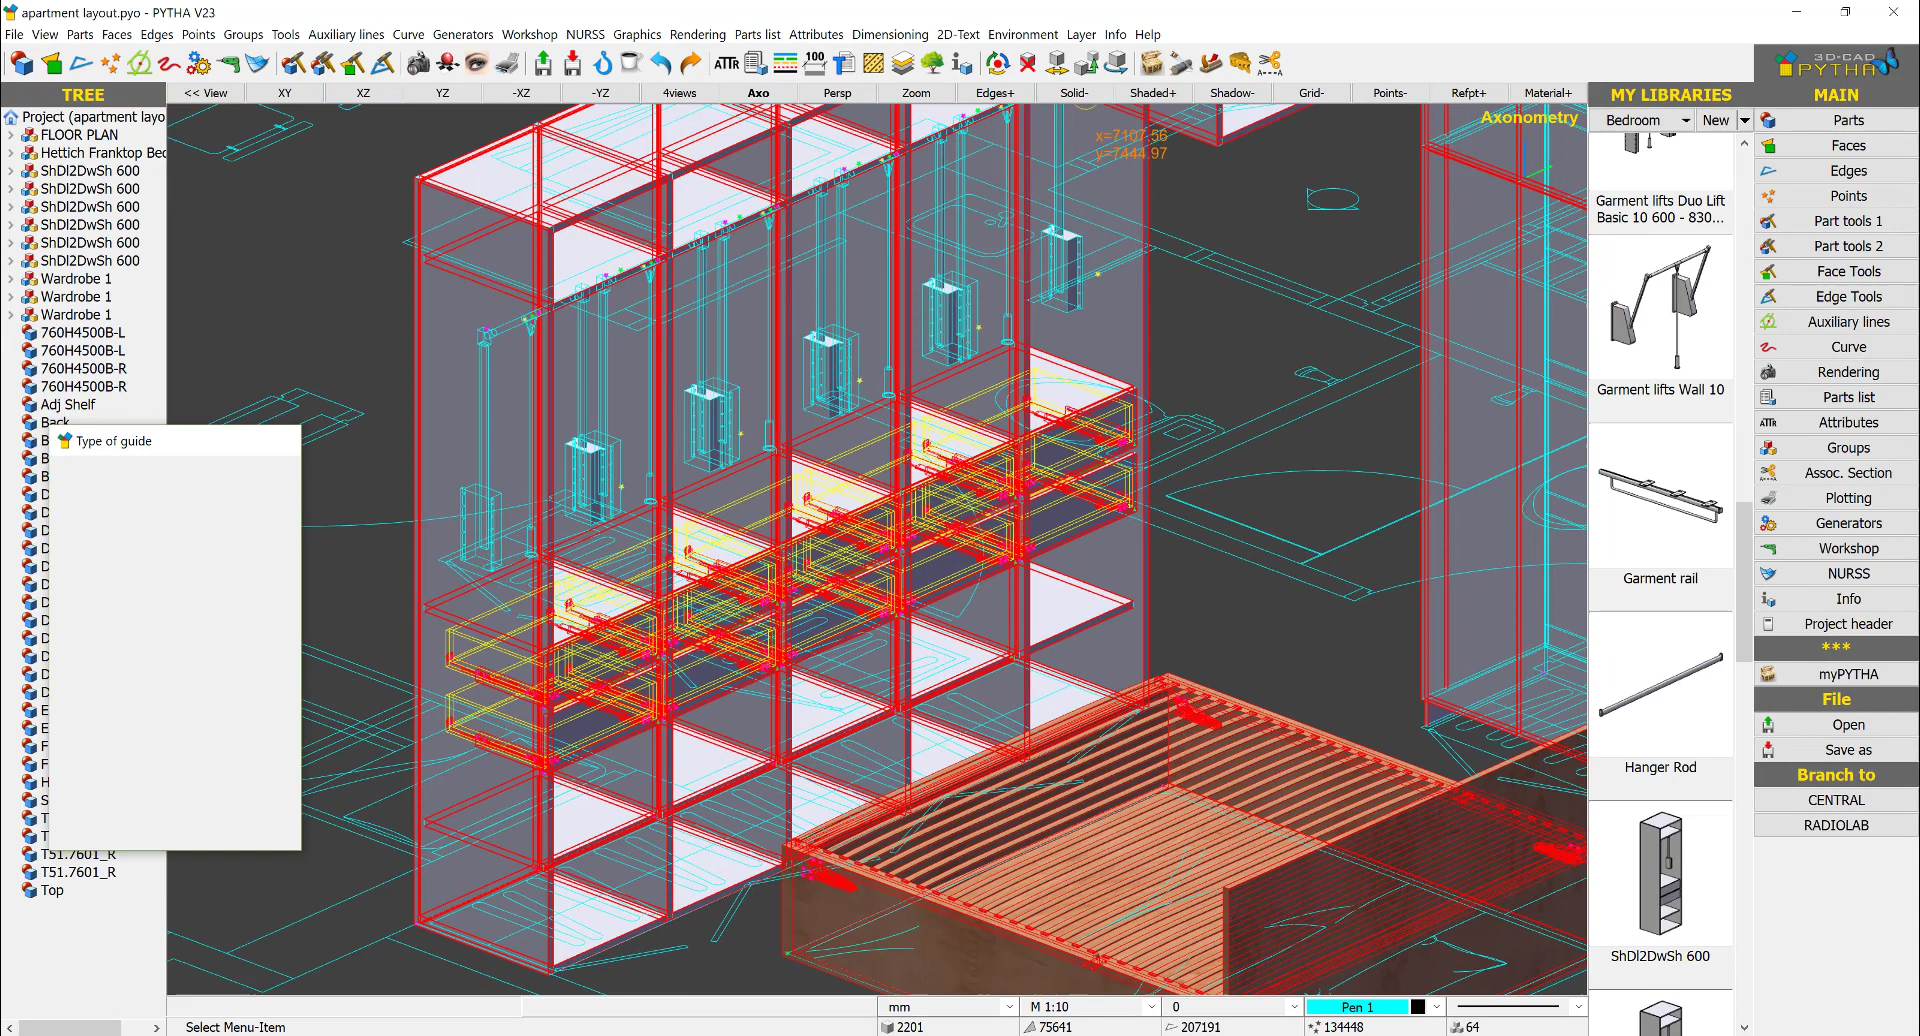 apartment layout.pyo - PYTHA V23
File View Parts Faces Edges Points Groups Tools Auxiliary lines Curve Generators Workshop NURSS Graphics Rendering Parts list Attributes Dimensioning 2D-Text Environment Layer Info Help
ATTR 100
3D-CAD
PYTHA
TREE
<< View XY XZ YZ -XZ -YZ 4views Axo Persp Zoom Edges+ Solid- Shaded+ Shadow- Grid- Points- Refpt+ Material+
MY LIBRARIES
MAIN
Project (apartment layo
FLOOR PLAN
Hettich Franktop Bed
ShDl2DwSh 600
ShDl2DwSh 600
ShDl2DwSh 600
ShDl2DwSh 600
ShDl2DwSh 600
ShDl2DwSh 600
Wardrobe 1
Wardrobe 1
Wardrobe 1
760H4500B-L
760H4500B-L
760H4500B-R
760H4500B-R
Adj Shelf
Back
Type of guide
T51.7601_R
T51.7601_R
Top
x=7107.56
y=7444.97
Axonometry
Bedroom New
Garment lifts Duo Lift
Basic 10 600 - 830...
Garment lifts Wall 10
Garment rail
Hanger Rod
ShDl2DwSh 600
Parts
Faces
Edges
Points
Part tools 1
Part tools 2
Face Tools
Edge Tools
Auxiliary lines
Curve
Rendering
Parts list
ATTR Attributes
Groups
Assoc. Section
Plotting
Generators
Workshop
NURSS
Info
Project header
***
myPYTHA
File
Open
Save as
Branch to
CENTRAL
RADIOLAB
mm M 1:10 0 Pen 1
Select Menu-Item 2201 75641 207191 134448 64